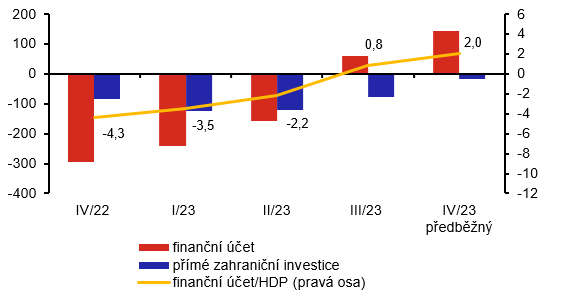 200
100
0
-100
-200
-300
-400
6
4
2
0
-2
-4
-6
-8
-10
-12
-4,3
-3,5
-2,2
0,8
2,0
IV/22
I/23
II/23
III/23
IV/23
předběžný
finanční účet
přímé zahraniční investice
finanční účet/HDP (pravá osa)